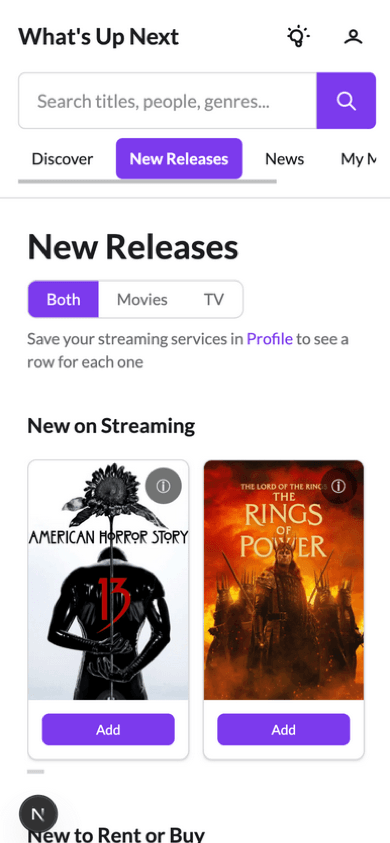 What's Up Next
Search titles, people, genres...
Discover
New Releases
News
My M
New Releases
Both
Movies
TV
Save your streaming services in Profile to see a
row for each one
New on Streaming
AMERICAN HORROR STORY
13
THE LORD OF THE RINGS
THE
RINGS
OF
POWER
Add
Add
N
New to Rent or Buy